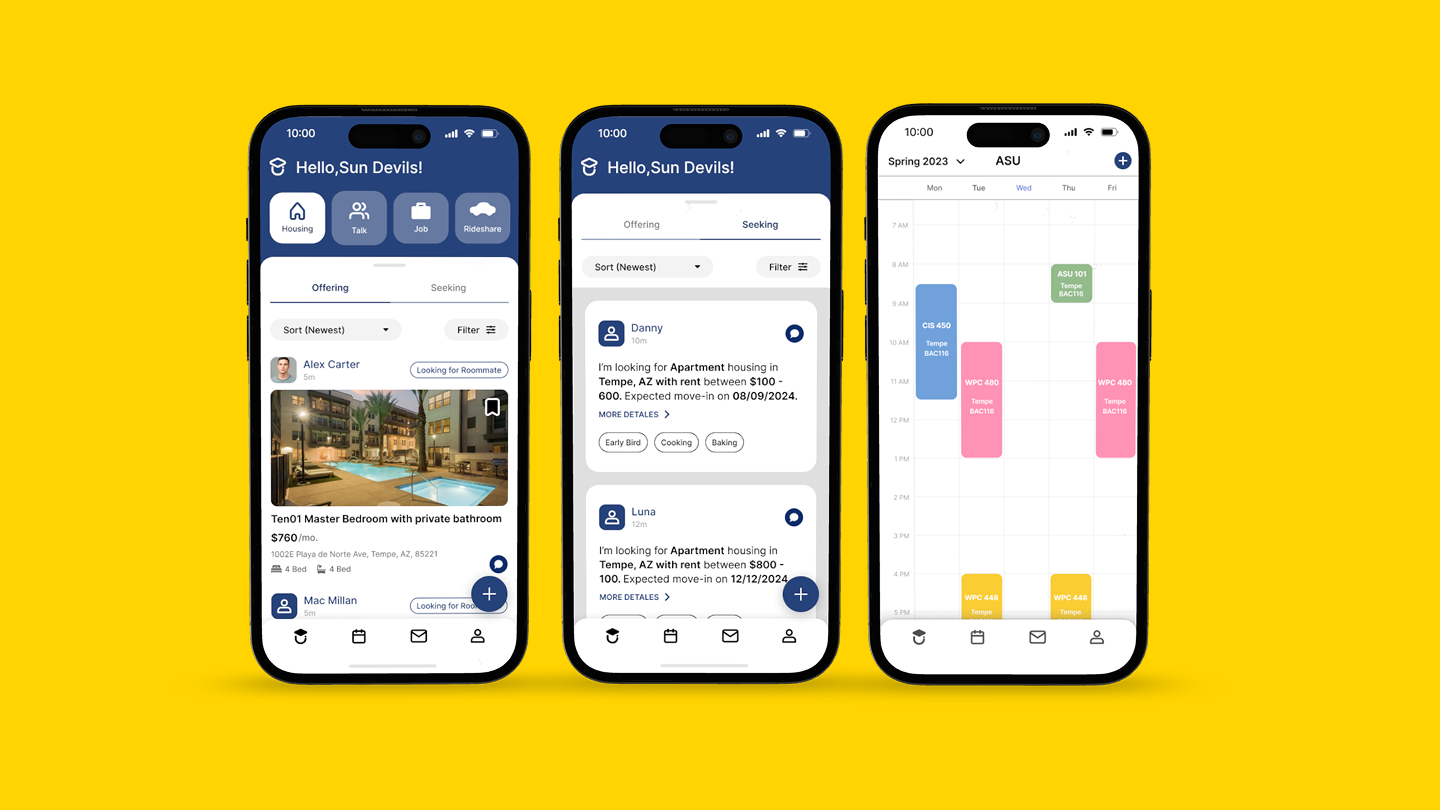 10:00
Hello,Sun Devils!
Housing
Talk
Job
Rideshare
Offering
Seeking
Sort (Newest)
Filter
Alex Carter
5m
Looking for Roommate
Ten01 Master Bedroom with private bathroom
$760/mo.
1002E Playa de Norte Ave, Tempe, AZ, 85221
4 Bed
4 Bed
Mac Millan
5m
Looking for Roo
10:00
Hello,Sun Devils!
Offering
Seeking
Sort (Newest)
Filter
Danny
10m
I'm looking for Apartment housing in
Tempe, AZ with rent between $100 -
600. Expected move-in on 08/09/2024.
MORE DETALES
Early Bird
Cooking
Baking
Luna
12m
I'm looking for Apartment housing in
Tempe, AZ with rent between $800 -
100. Expected move-in on 12/12/2024
MORE DETALES
10:00
Spring 2023
ASU
Mon
Tue
Wed
Thu
Fri
7 AM
8 AM
ASU 101
Tempe
BAC116
9 AM
CIS 450
Tempe
BAC116
10 AM
11 AM
WPC 480
Tempe
BAC116
WPC 480
Tempe
BAC116
12 PM
1 PM
2 PM
3 PM
4 PM
WPC 448
Tempe
WPC 448
Tempe
5 PM